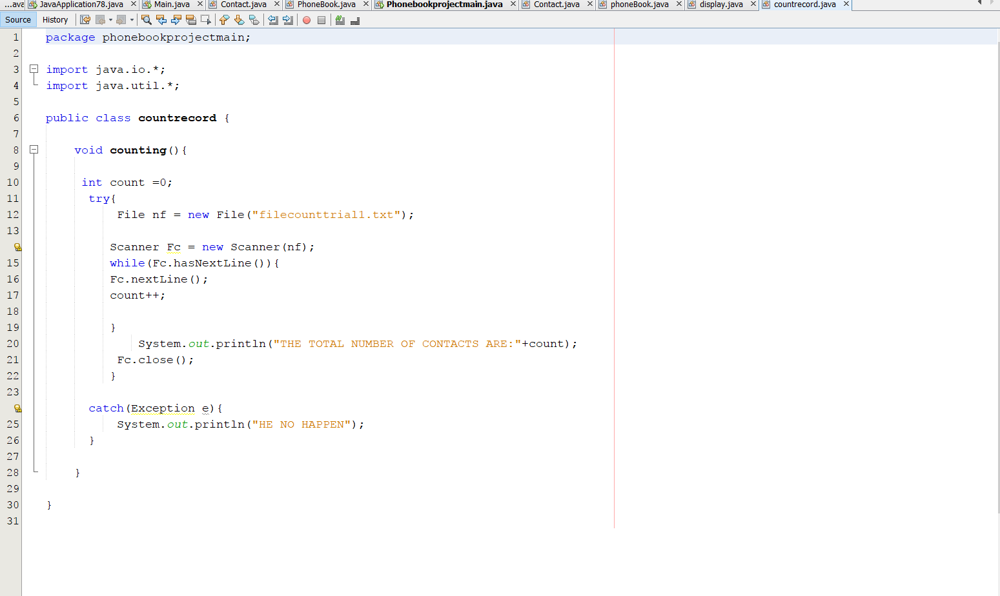 ...ava JavaApplication78.java Main.java Contact.java PhoneBook.java Phonebookprojectmain.java Contact.java phoneBook.java display.java countrecord.java
Source History
1 package phonebookprojectmain;
2
3 import java.io.*;
4 import java.util.*;
5
6 public class countrecord {
7
8 void counting(){
9
10 int count =0;
11 try{
12 File nf = new File("filecounttrial1.txt");
13
Scanner Fc = new Scanner(nf);
15 while(Fc.hasNextLine()){
16 Fc.nextLine();
17 count++;
18
19 }
20 System.out.println("THE TOTAL NUMBER OF CONTACTS ARE:"+count);
21 Fc.close();
22 }
23
catch(Exception e){
25 System.out.println("HE NO HAPPEN");
26 }
27
28 }
29
30 }
31